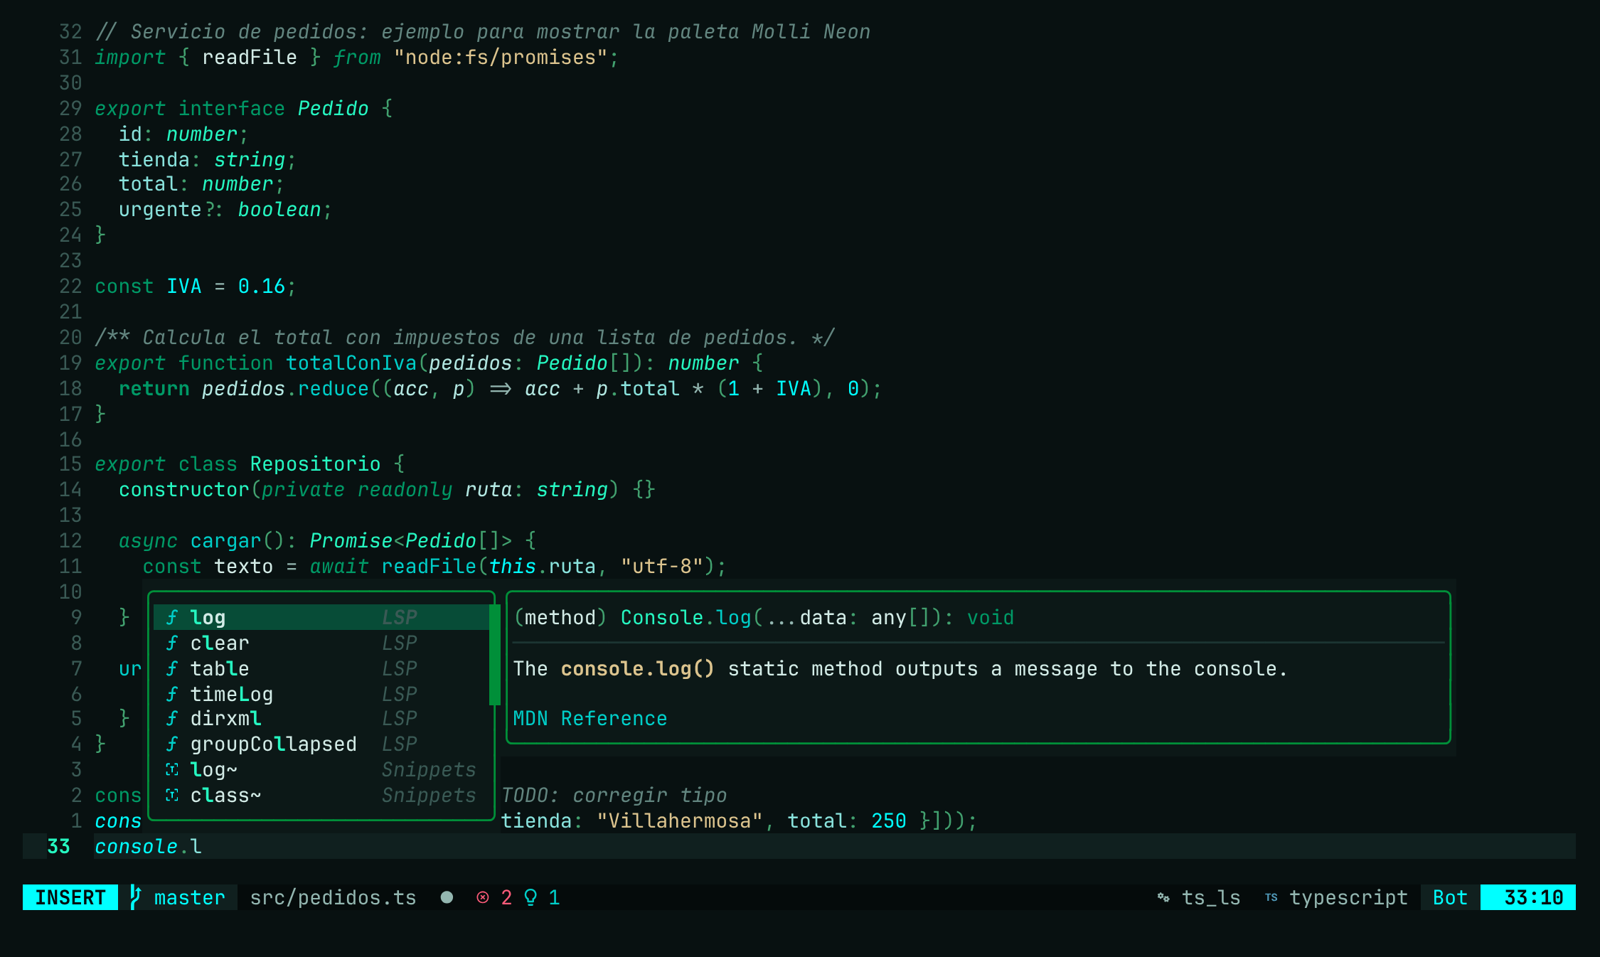 32 // Servicio de pedidos: ejemplo para mostrar la paleta Molli Neon
31 import { readFile } from "node:fs/promises";
30
29 export interface Pedido {
28   id: number;
27   tienda: string;
26   total: number;
25   urgente?: boolean;
24 }
23
22 const IVA = 0.16;
21
20 /** Calcula el total con impuestos de una lista de pedidos. */
19 export function totalConIva(pedidos: Pedido[]): number {
18   return pedidos.reduce((acc, p) => acc + p.total * (1 + IVA), 0);
17 }
16
15 export class Repositorio {
14   constructor(private readonly ruta: string) {}
13
12   async cargar(): Promise<Pedido[]> {
11     const texto = await readFile(this.ruta, "utf-8");
10
9   }   ƒ log   LSP   (method) Console.log(...data: any[]): void
8   ƒ clear   LSP
7   ur   ƒ table   LSP   The console.log() static method outputs a message to the console.
6   ƒ timeLog   LSP
5   }   ƒ dirxml   LSP   MDN Reference
4 }   ƒ groupCollapsed   LSP
3   log~   Snippets
2 cons   class~   Snippets   TODO: corregir tipo
1 cons   tienda: "Villahermosa", total: 250 }]));
33 console.l
INSERT   master   src/pedidos.ts ● 2 1   ts_ls   TS typescript   Bot   33:10